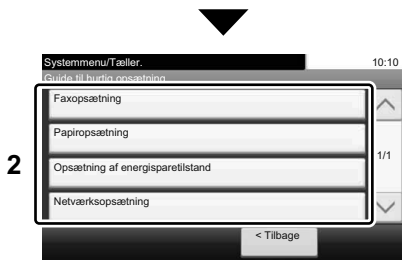 Systemmenu/Tæller.
10:10
Guide til hurtig opsætning
Faxopsætning
Papiropsætning
2
1/1
Opsætning af energisparetilstand
Netværksopsætning
< Tilbage